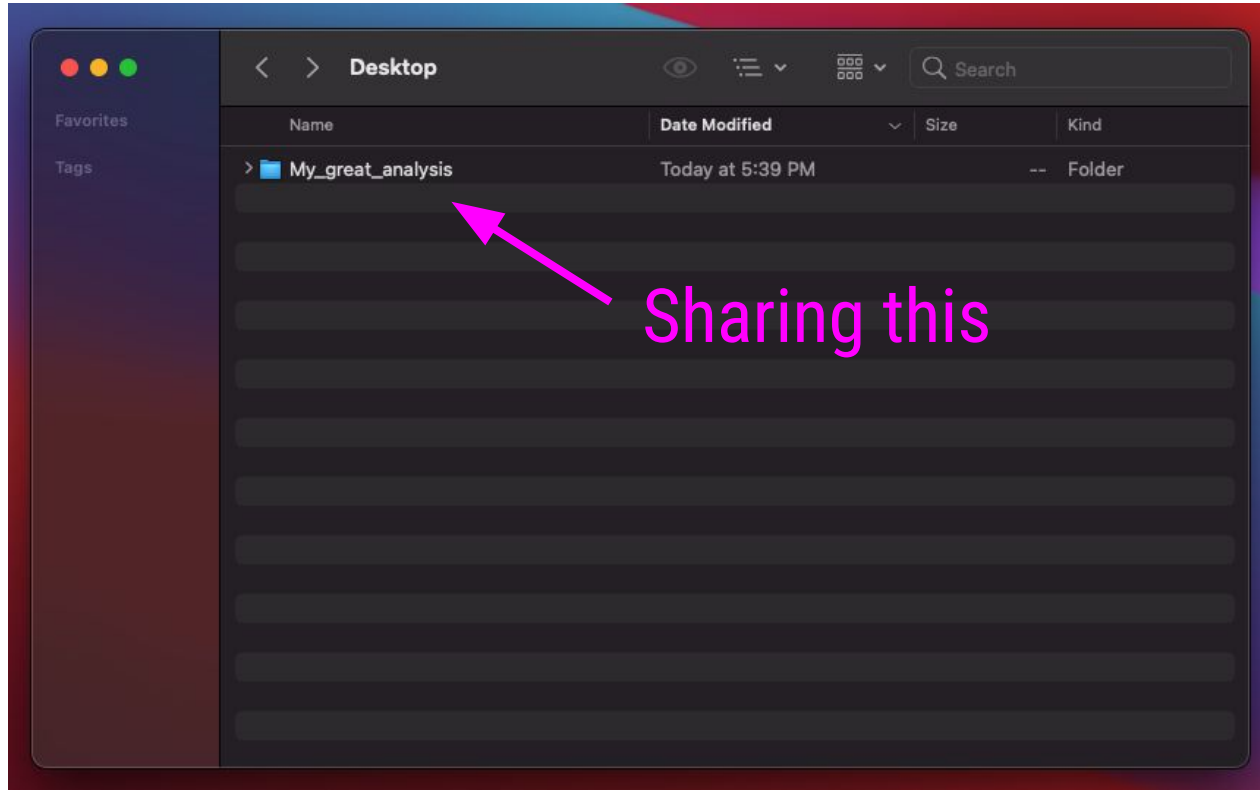 Desktop
Search
Favorites
Tags
Name Date Modified Size Kind
My_great_analysis Today at 5:39 PM -- Folder
Sharing this